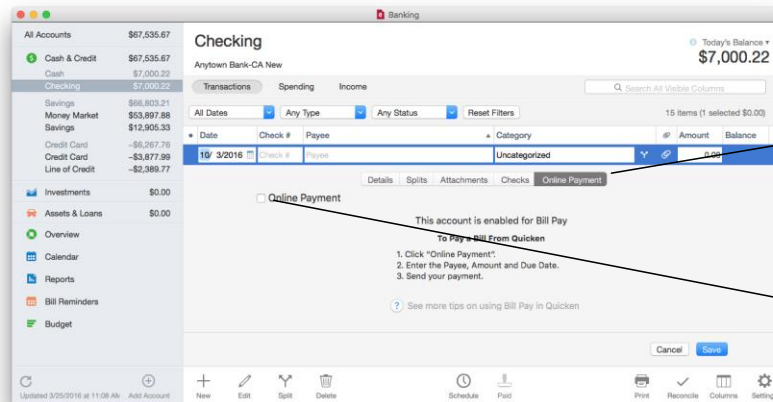 Banking
All Accounts $67,535.67
Cash & Credit $67,535.67
Cash $7,000.22
Checking $7,000.22
Savings $66,803.21
Money Market $53,897.88
Savings $12,905.33
Credit Card -$6,267.76
Credit Card -$3,877.99
Line of Credit -$2,389.77
Investments $0.00
Assets & Loans $0.00
Overview
Calendar
Reports
Bill Reminders
Budget
Updated 3/25/2016 at 11:08 AM Add Account
Checking
Anytown Bank-CA New
Today's Balance
$7,000.22
Transactions Spending Income
Search All Visible Columns
All Dates Any Type Any Status Reset Filters
15 items (1 selected $0.00)
Date Check # Payee Category Amount Balance
10/ 3/2016 Check # Payee Uncategorized 0.00
Details Splits Attachments Checks Online Payment
Online Payment
This account is enabled for Bill Pay
To Pay a Bill From Quicken
1. Click "Online Payment".
2. Enter the Payee, Amount and Due Date.
3. Send your payment.
? See more tips on using Bill Pay in Quicken
Cancel Save
New Edit Split Delete Schedule Paid Print Reconcile Columns Setting